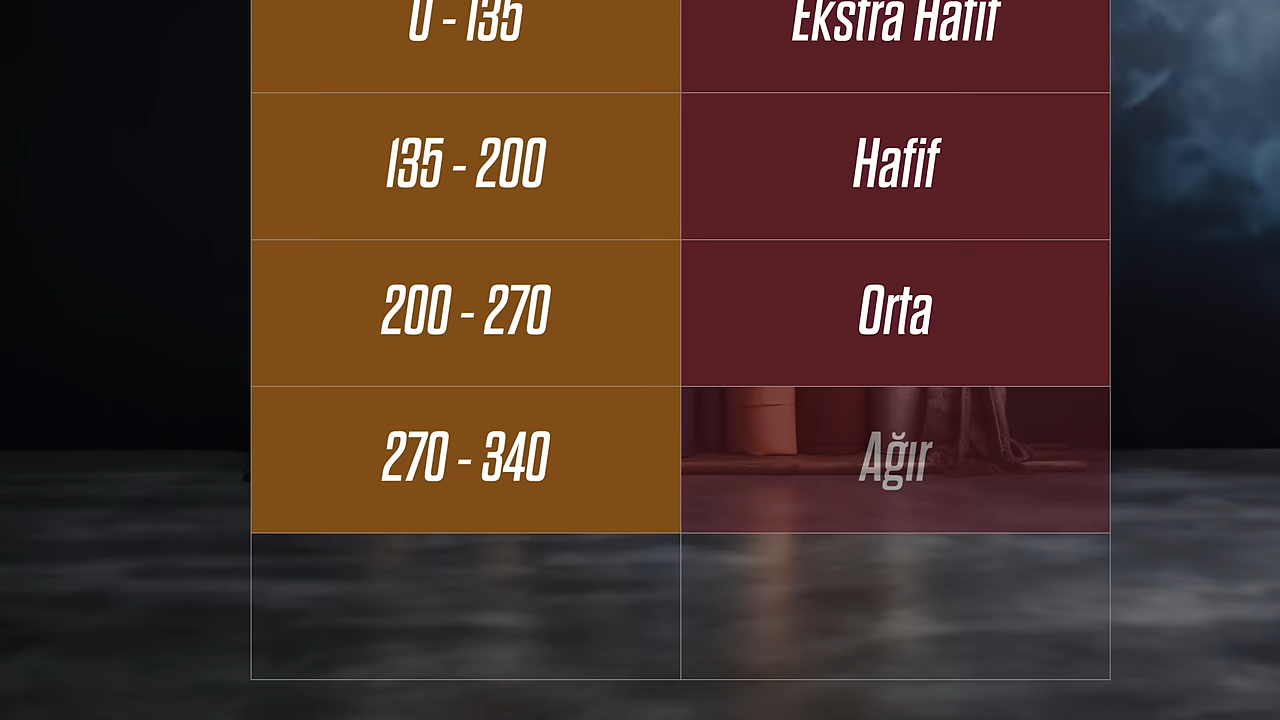 0 - 135 Ekstra Hafif
135 - 200 Hafif
200 - 270 Orta
270 - 340 Ağır